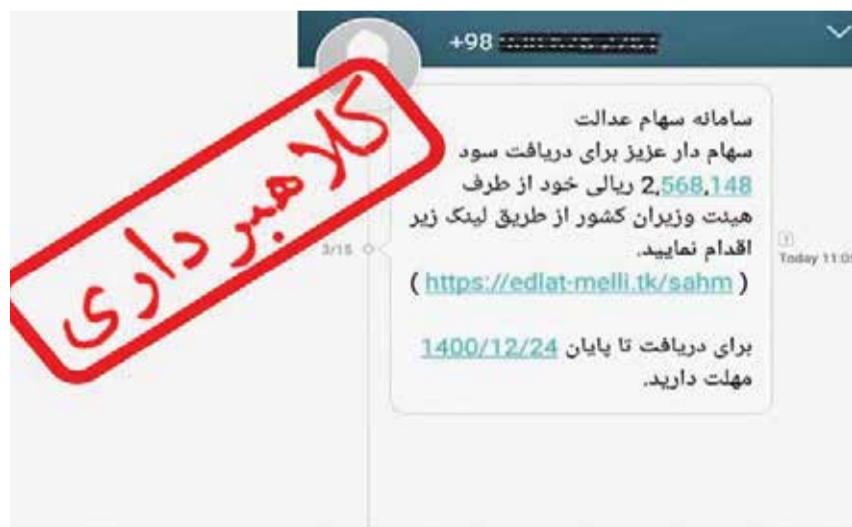 +98
سامانه سهام عدالت
سهام دار عزیز برای دریافت سود
2,568,148 ریالی خود از طرف
هیئت وزیران کشور از طریق لینک زیر
اقدام نمایید.
( https://edlat-melli.tk/sahm )
برای دریافت تا پایان 1400/12/24
مهلت دارید.
3/15
Today 11:05
کلاهبرداری